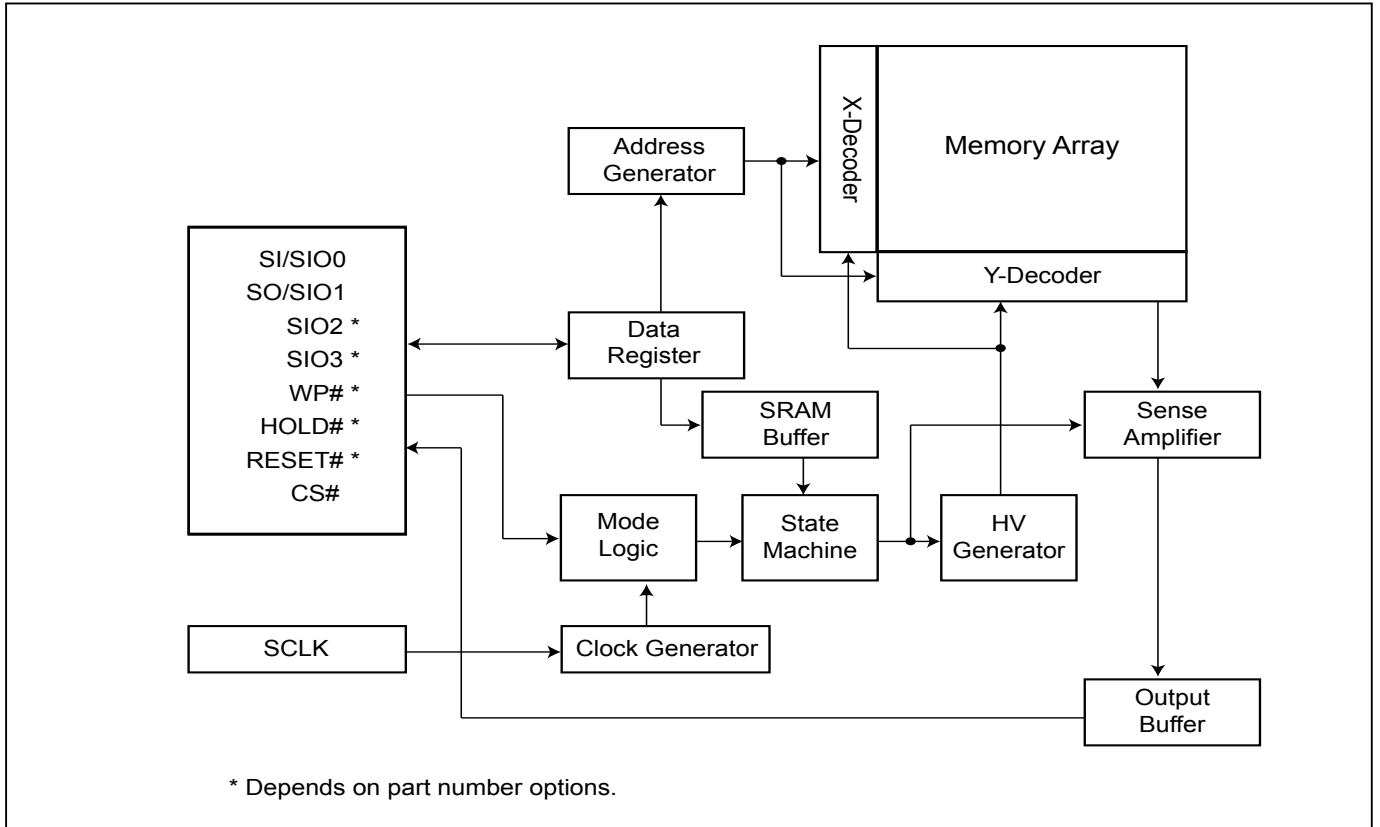 X-Decoder
Memory Array
Address
Generator
Y-Decoder
SI/SIO0
SO/SIO1
SIO2 *
SIO3 *
WP# *
HOLD# *
RESET# *
CS#
Data
Register
SRAM
Buffer
Sense
Amplifier
Mode
Logic
State
Machine
HV
Generator
SCLK
Clock Generator
Output
Buffer
* Depends on part number options.